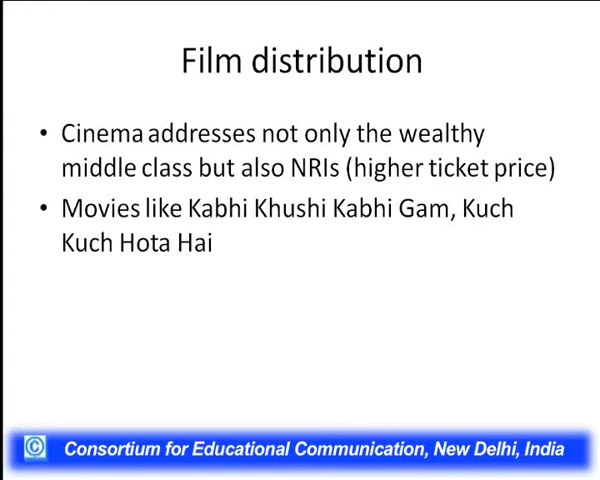 Film distribution
• Cinema addresses not only the wealthy
middle class but also NRIs (higher ticket price)
• Movies like Kabhi Khushi Kabhi Gam, Kuch
Kuch Hota Hai
© Consortium for Educational Communication, New Delhi, India